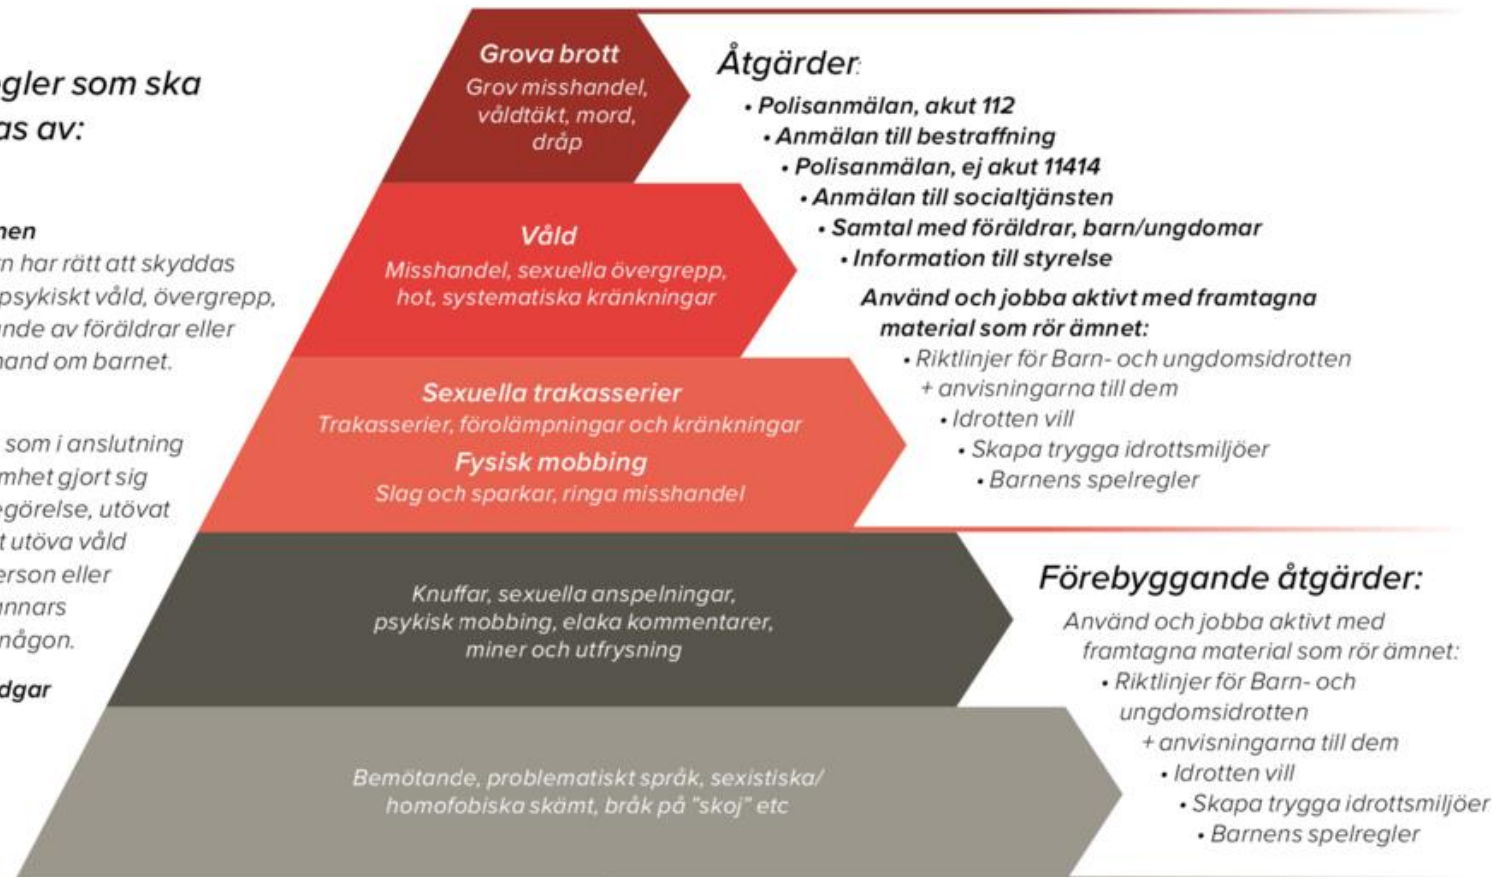 gler som ska
as av:
nen
rn har rätt att skyddas
psykiskt våld, övergrepp,
ande av föräldrar eller
hand om barnet.
som i anslutning
mhet gjort sig
egörelse, utövat
t utöva våld
erson eller
annars
någon.
dgar
Grova brott
Grov misshandel,
våldtäkt, mord,
dråp
Våld
Misshandel, sexuella övergrepp,
hot, systematiska kränkningar
Sexuella trakasserier
Trakasserier, förolämpningar och kränkningar
Fysisk mobbing
Slag och sparkar, ringa misshandel
Knuffar, sexuella anspelningar,
psykisk mobbing, elaka kommentarer,
miner och utfrysning
Bemötande, problematiskt språk, sexistiska/
homofobiska skämt, bråk på "skoj" etc
Åtgärder:
• Polisanmälan, akut 112
• Anmälan till bestraffning
• Polisanmälan, ej akut 11414
• Anmälan till socialtjänsten
• Samtal med föräldrar, barn/ungdomar
• Information till styrelse
Använd och jobba aktivt med framtagna
material som rör ämnet:
• Riktlinjer för Barn- och ungdomsidrotten
+ anvisningarna till dem
• Idrotten vill
• Skapa trygga idrottsmiljöer
• Barnens spelregler
Förebyggande åtgärder:
Använd och jobba aktivt med
framtagna material som rör ämnet:
• Riktlinjer för Barn- och
ungdomsidrotten
+ anvisningarna till dem
• Idrotten vill
• Skapa trygga idrottsmiljöer
• Barnens spelregler